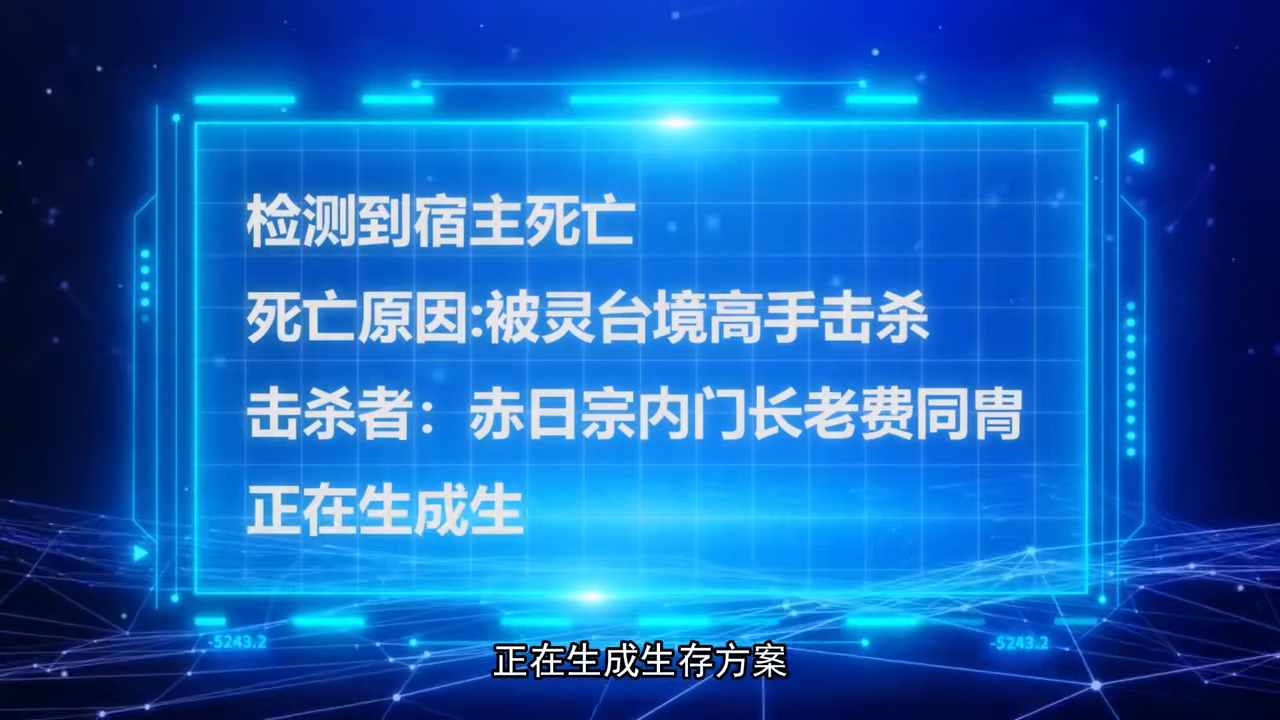 检测到宿主死亡
死亡原因:被灵台境高手击杀
击杀者：赤日宗内门长老费同胄
正在生成生
-5243.2
-5243.2
正在生成生存方案